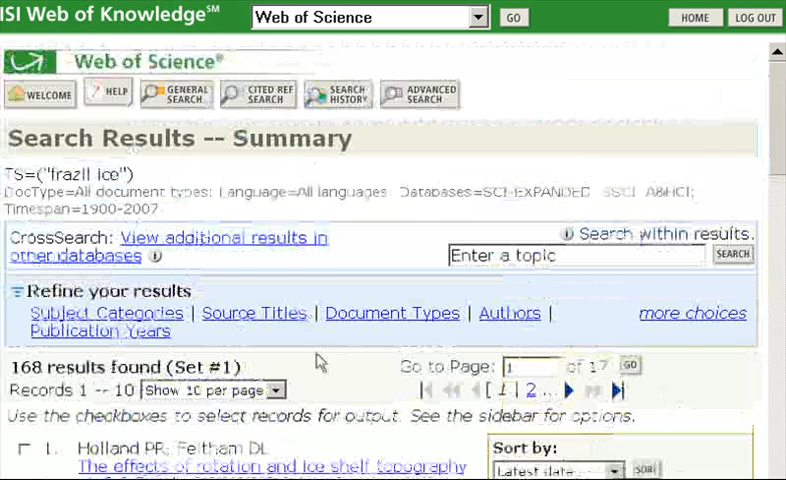 ISI Web of Knowledge℠ Web of Science GO HOME LOG OUT
Web of Science®
WELCOME ? HELP GENERAL SEARCH CITED REF SEARCH SEARCH HISTORY ADVANCED SEARCH
Search Results -- Summary
TS=("frazil ice")
DocType=All document types; Language=All languages; Databases=SCI-EXPANDED, SSCI, A&HCI;
Timespan=1900-2007
CrossSearch: View additional results in
other databases
Search within results.
Enter a topic SEARCH
Refine your results
Subject Categories | Source Titles | Document Types | Authors | more choices
Publication Years
168 results found (Set #1) Go to Page: 1 of 17 GO
Records 1 -- 10 Show 10 per page [ 1 | 2 ...
Use the checkboxes to select records for output. See the sidebar for options.
1. Holland PR, Feltham DL
The effects of rotation and ice shelf topography
Sort by:
Latest date SORT